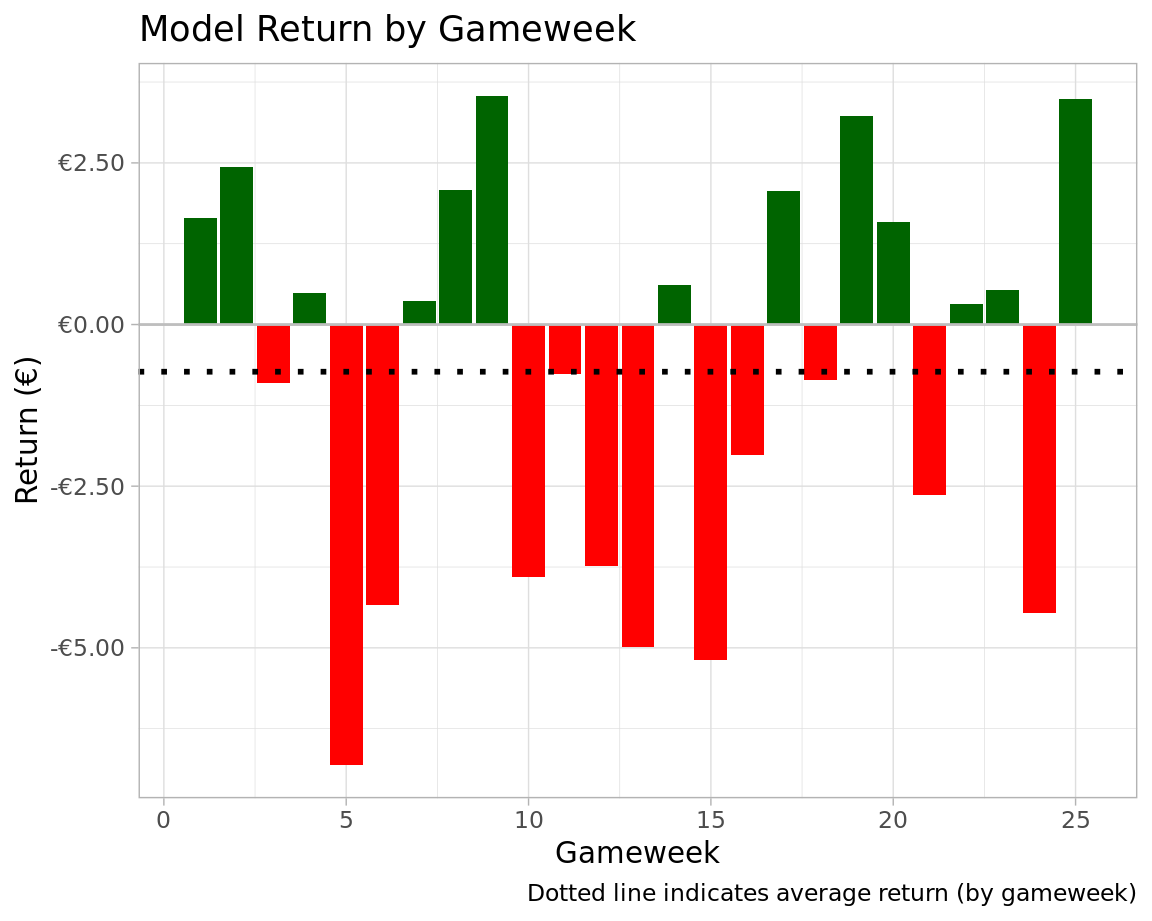 Model Return by Gameweek
Return (€)
€2.50
€0.00
-€2.50
-€5.00
0 5 10 15 20 25
Gameweek
Dotted line indicates average return (by gameweek)